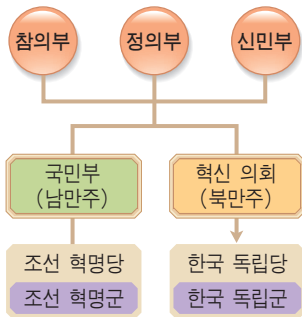 참의부 정의부 신민부
국민부 혁신 의회
(남만주) (북만주)
조선 혁명당 한국 독립당
조선 혁명군 한국 독립군